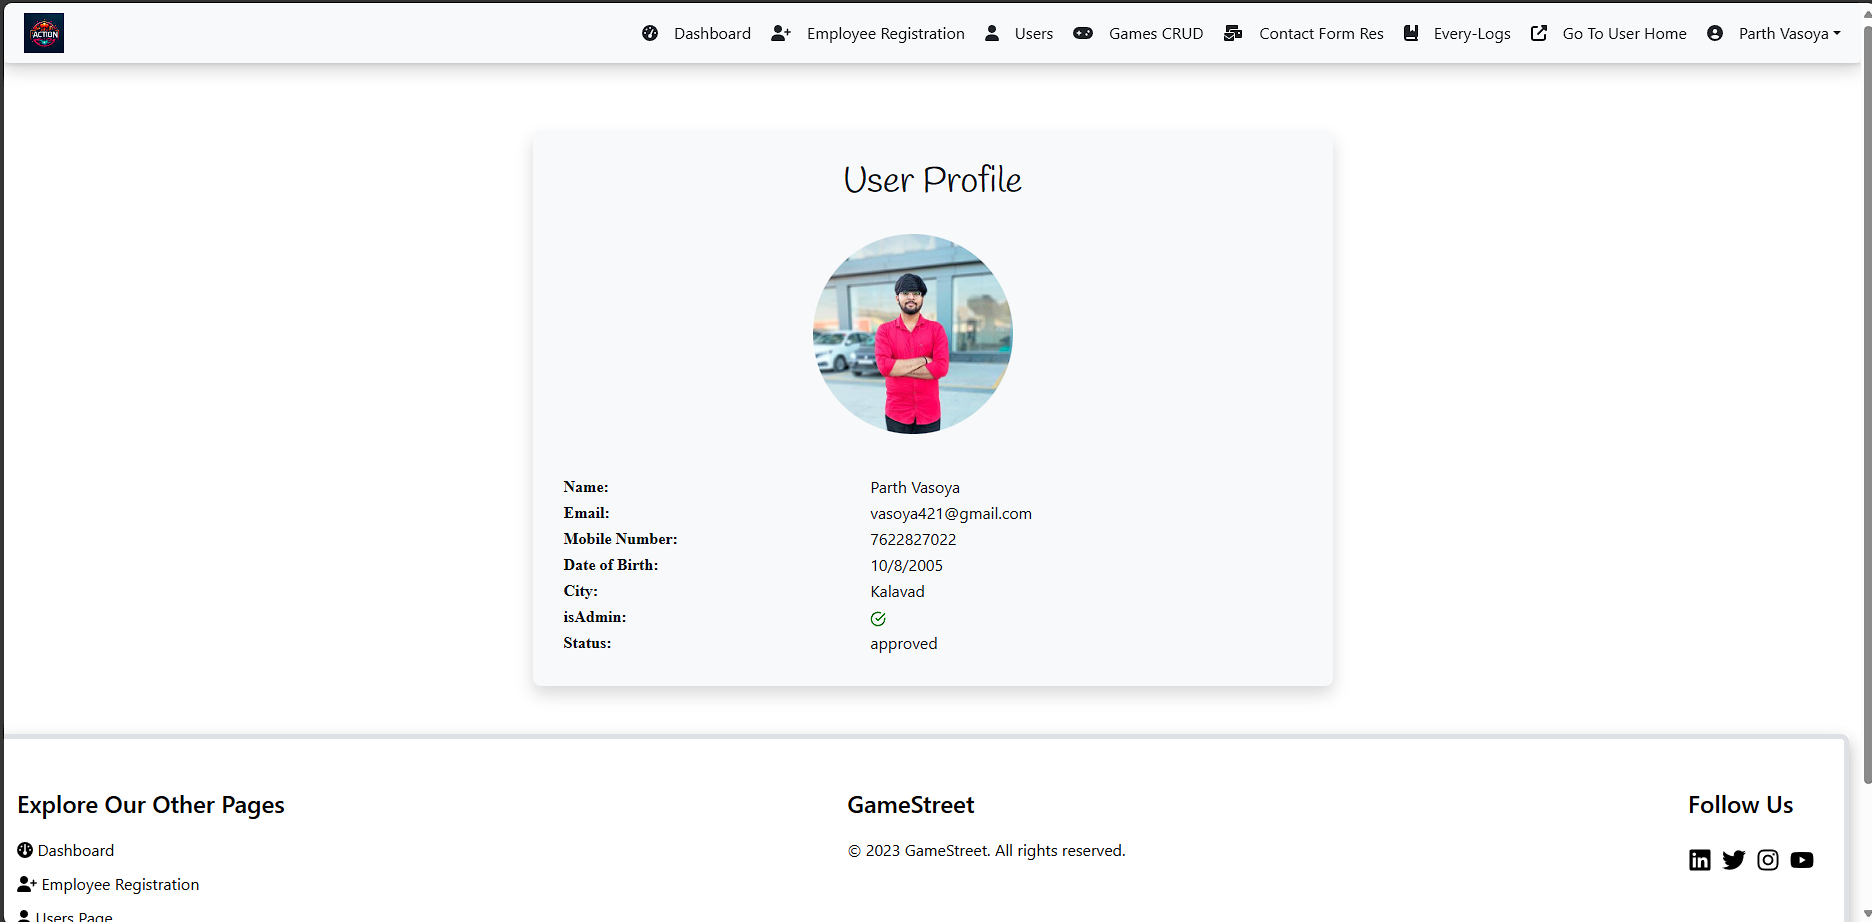 ACTION
Dashboard Employee Registration Users Games CRUD Contact Form Res Every-Logs Go To User Home Parth Vasoya
User Profile
Name: Parth Vasoya
Email: vasoya421@gmail.com
Mobile Number: 7622827022
Date of Birth: 10/8/2005
City: Kalavad
isAdmin:
Status: approved
Explore Our Other Pages
Dashboard
Employee Registration
Users Page
GameStreet
© 2023 GameStreet. All rights reserved.
Follow Us